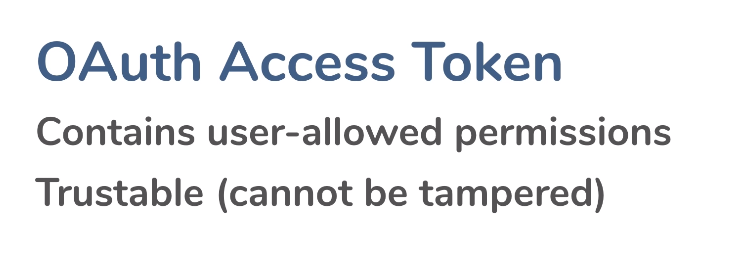 OAuth Access Token
Contains user-allowed permissions
Trustable (cannot be tampered)